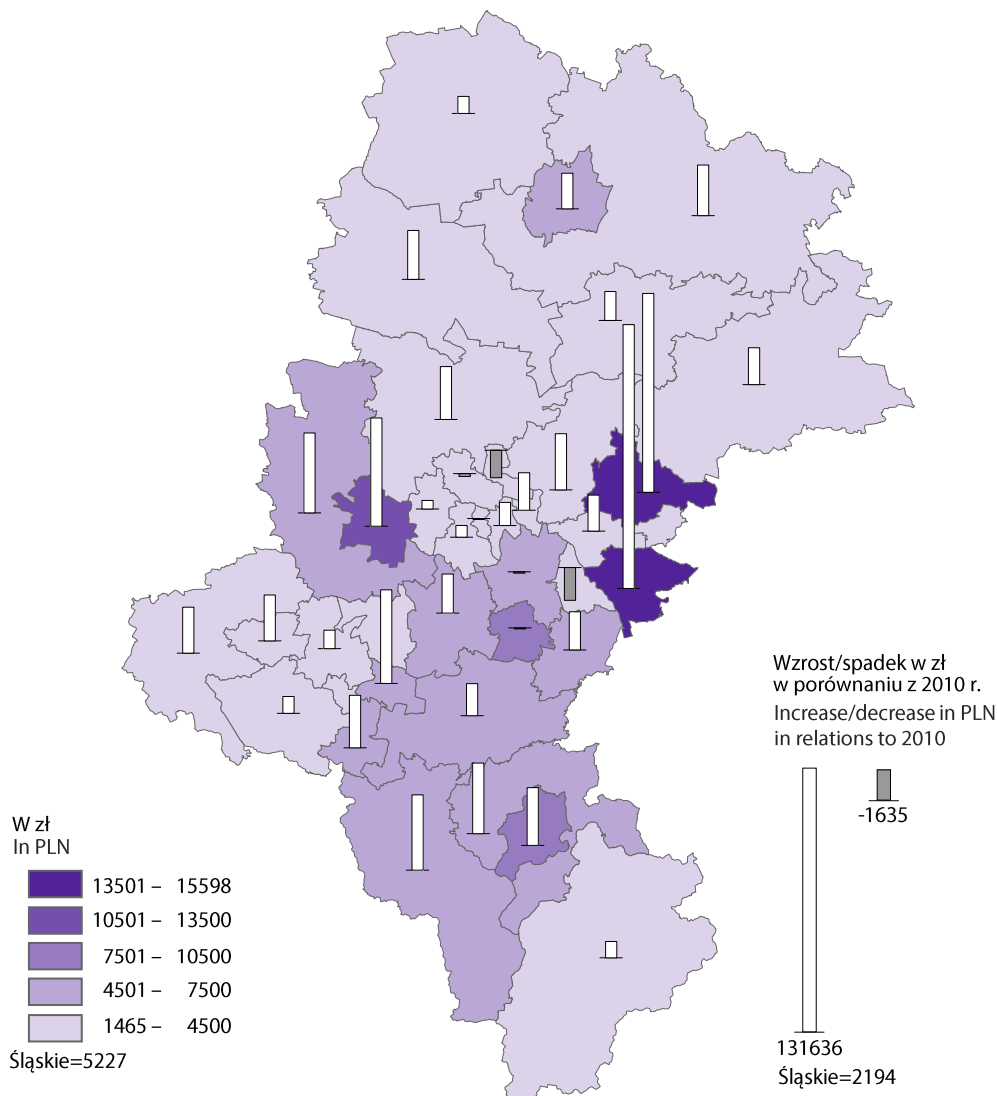 Wzrost/spadek w zł
w porównaniu z 2010 r.
Increase/decrease in PLN
in relations to 2010
-1635
131636
Śląskie=2194
W zł
In PLN
13501 – 15598
10501 – 13500
7501 – 10500
4501 – 7500
1465 – 4500
Śląskie=5227